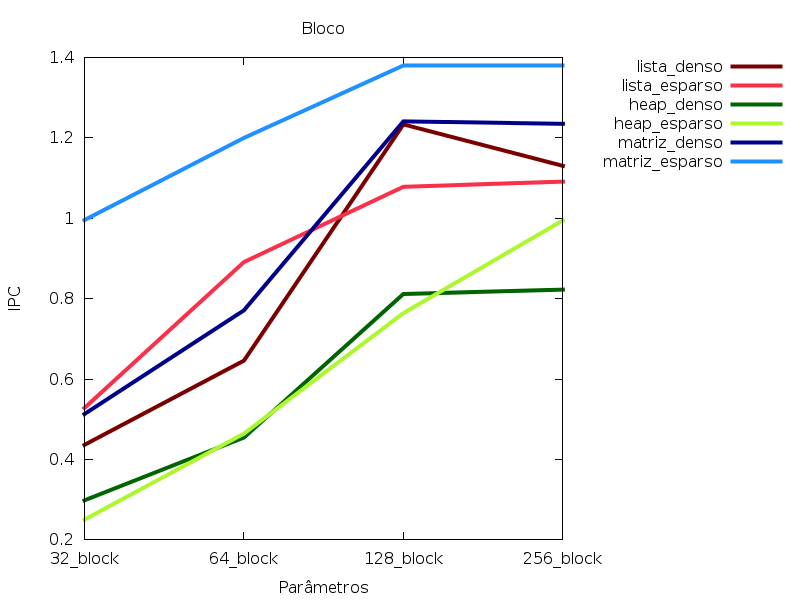 Bloco
1.4
1.2
1
0.8
0.6
0.4
0.2
IPC
32_block
64_block
128_block
256_block
Parâmetros
lista_denso
lista_esparso
heap_denso
heap_esparso
matriz_denso
matriz_esparso